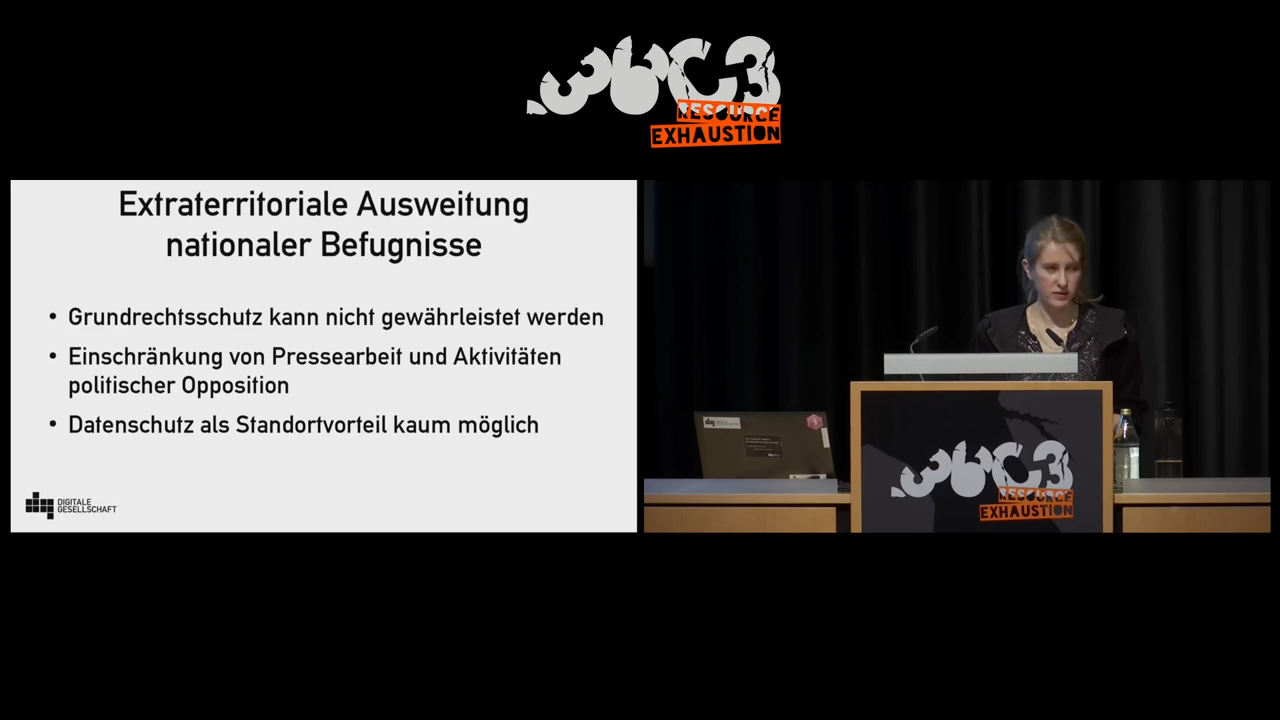 36C3
RESOURCE
EXHAUSTION
Extraterritoriale Ausweitung
nationaler Befugnisse
• Grundrechtsschutz kann nicht gewährleistet werden
• Einschränkung von Pressearbeit und Aktivitäten
politischer Opposition
• Datenschutz als Standortvorteil kaum möglich
DIGITALE
GESELLSCHAFT
36C3
RESOURCE
EXHAUSTION